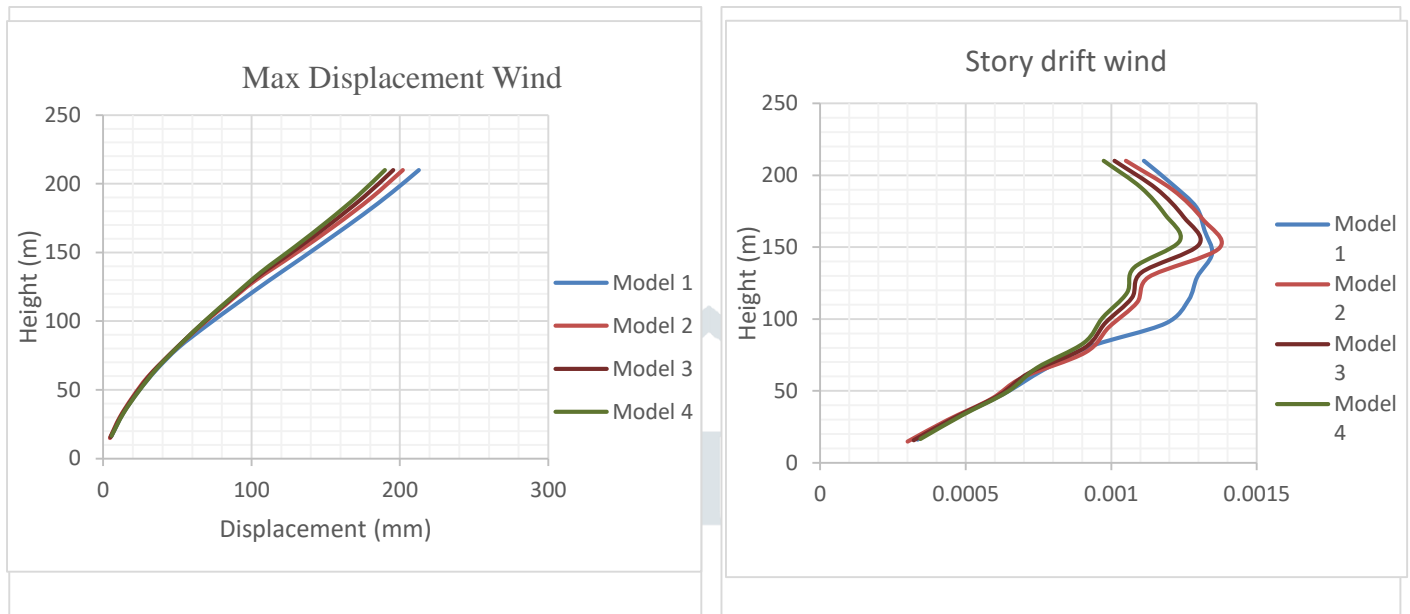 Max Displacement Wind
250
200
150
100
50
0
Height (m)
0 100 200 300
Displacement (mm)
Model 1
Model 2
Model 3
Model 4
Story drift wind
250
200
150
100
50
0
Height (m)
0 0.0005 0.001 0.0015
Model
1
Model
2
Model
3
Model
4